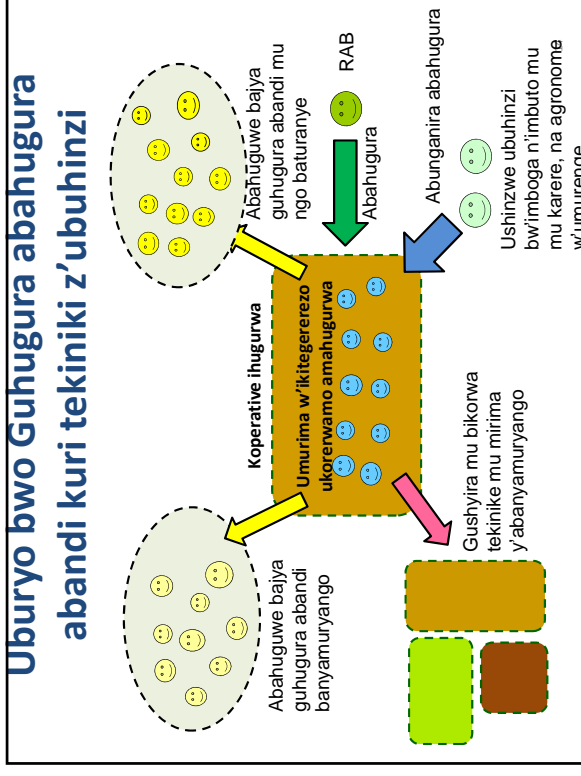 Uburyo bwo Guhugura abahugura
abandi kuri tekiniki z'ubuhinzi
Abahuguwe bajya
guhugura abandi
banyamuryango
Koperative ihugurwa
Umurima w'ikitegererezo
ukorerwamo amahugurwa
Abahuguwe bajya
guhugura abandi mu
ngo baturanye
RAB
Abahugura
Abunganira abahugura
Ushinzwe ubuhinzi
bw'imboga n'imbuto mu
mu karere, na agronome
w'umurenge
Gushyira mu bikorwa
tekinike mu mirima
y'abanyamuryango